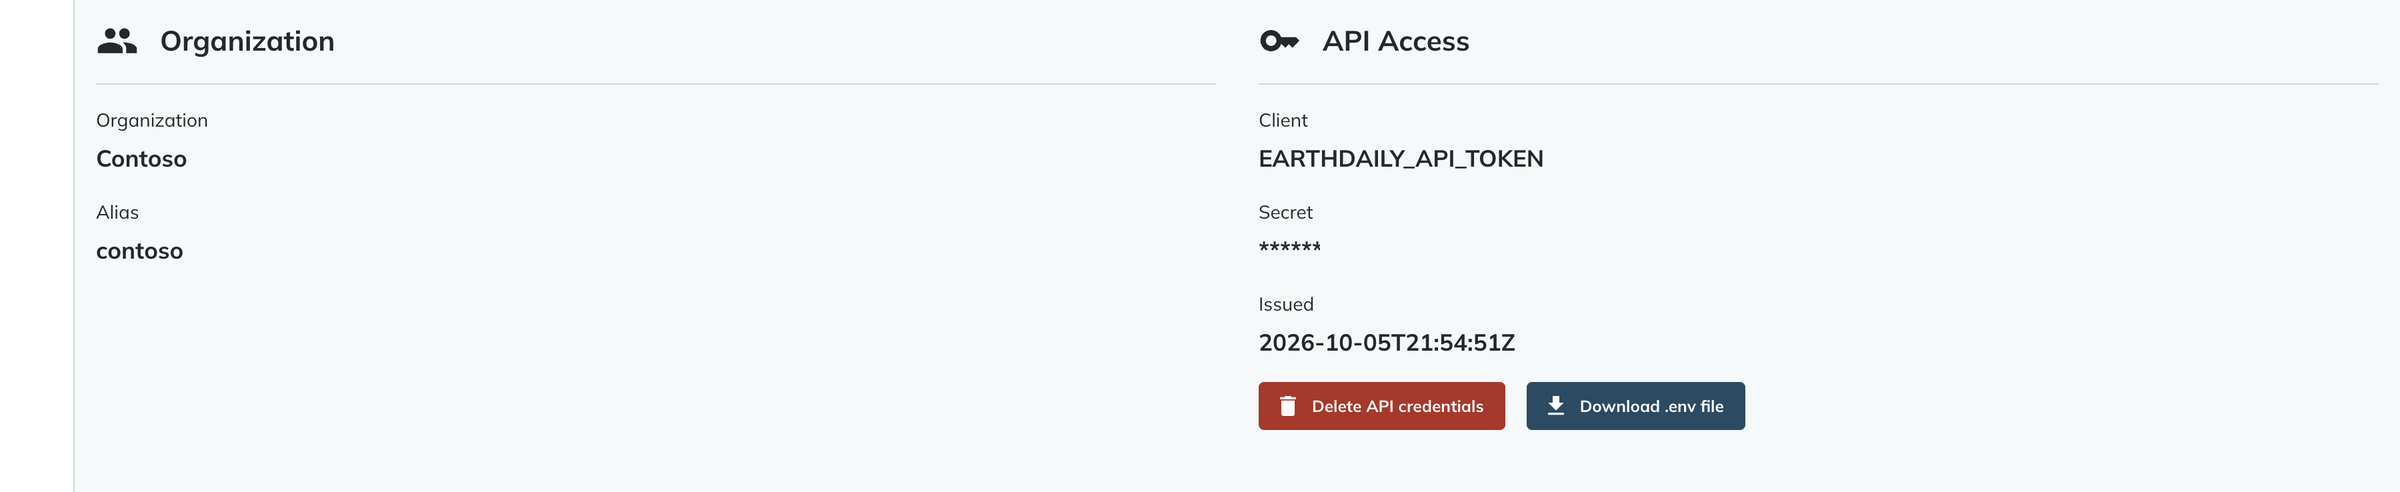 Organization
Organization
Contoso
Alias
contoso
API Access
Client
EARTHDAILY_API_TOKEN
Secret
******
Issued
2026-10-05T21:54:51Z
Delete API credentials
Download .env file